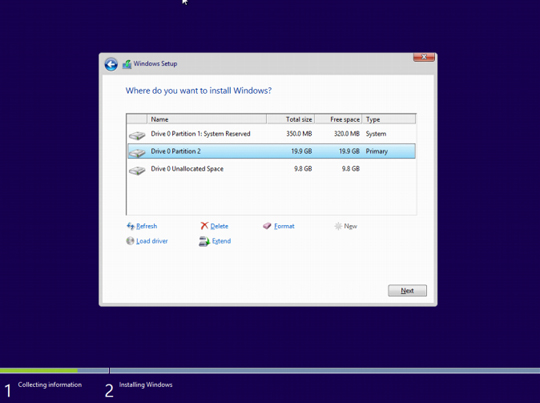 Windows Setup
Where do you want to install Windows?
Name Total size Free space Type
Drive 0 Partition 1: System Reserved 350.0 MB 320.0 MB System
Drive 0 Partition 2 19.9 GB 19.9 GB Primary
Drive 0 Unallocated Space 9.8 GB 9.8 GB
Refresh Delete Format New
Load driver Extend
Next
1 Collecting information 2 Installing Windows